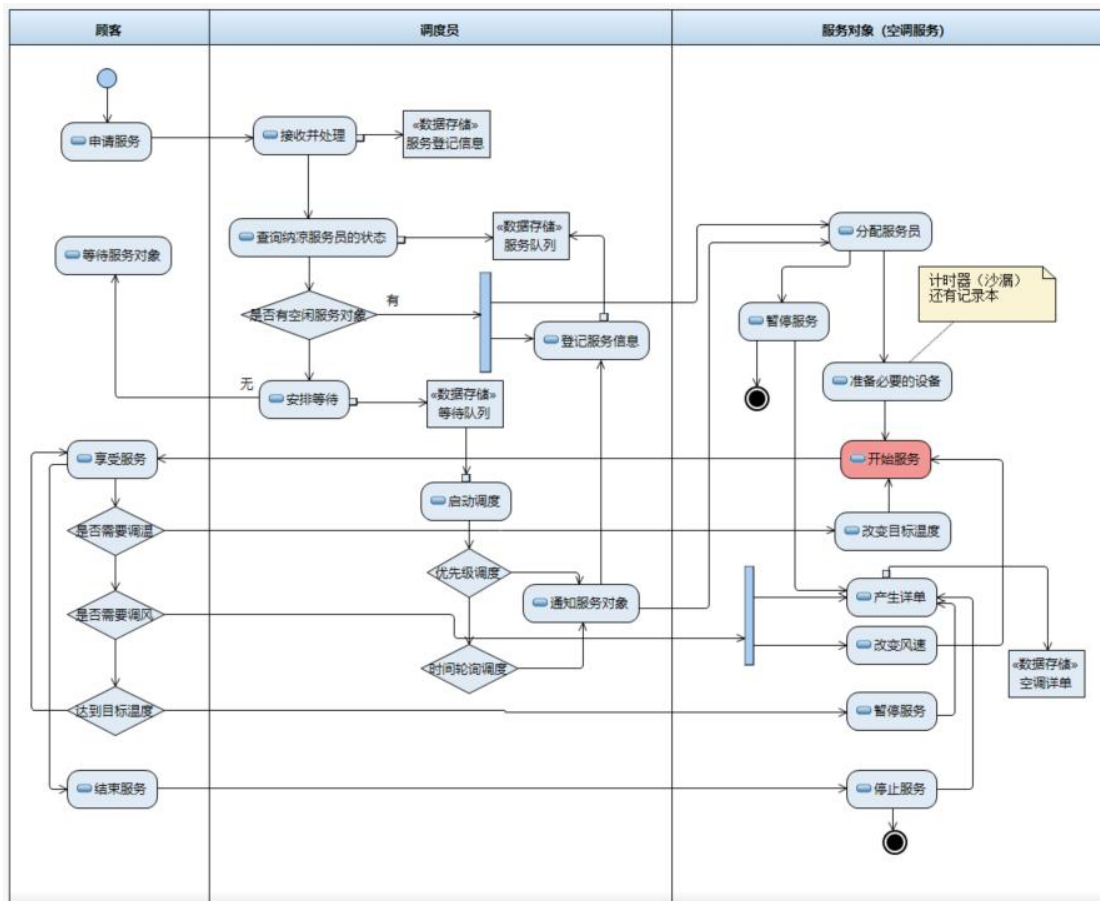 顾客
调度员
服务对象（空调服务）
申请服务
接收并处理
«数据存储»
服务登记信息
等待服务对象
查询纳凉服务员的状态
«数据存储»
服务队列
分配服务员
计时器（沙漏）
还有记录本
是否有空闲服务对象
有
登记服务信息
暂停服务
无
安排等待
«数据存储»
等待队列
准备必要的设备
享受服务
开始服务
启动调度
是否需要调温
改变目标温度
优先级调度
是否需要调风
通知服务对象
产生详单
改变风速
时间轮询调度
«数据存储»
空调详单
达到目标温度
暂停服务
结束服务
停止服务